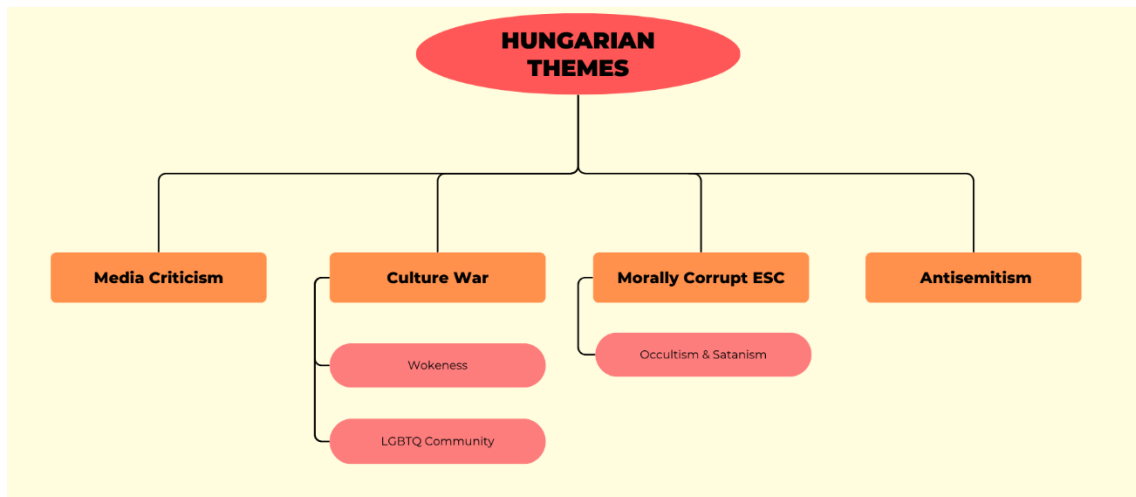 HUNGARIAN
THEMES
Media Criticism
Culture War
Morally Corrupt ESC
Antisemitism
Wokeness
Occultism & Satanism
LGBTQ Community